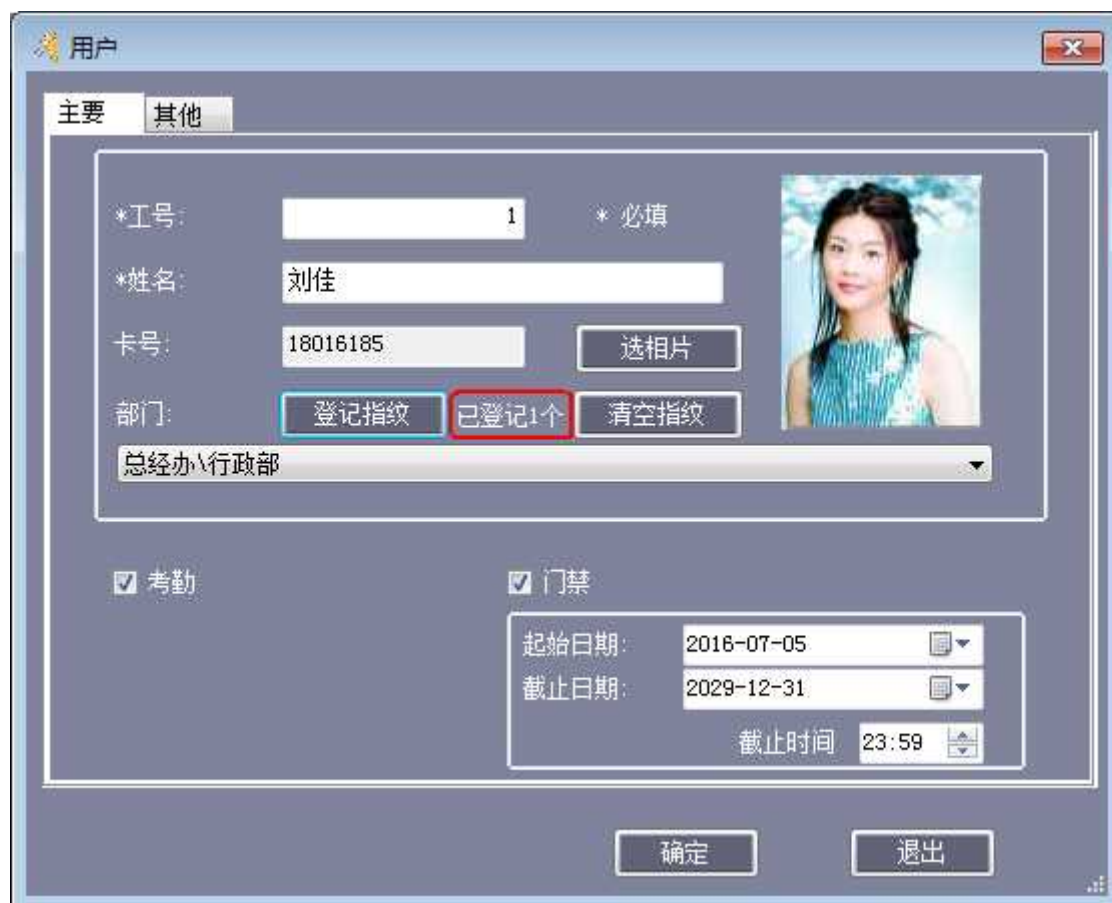 用户
主要 其他
*工号: 1 * 必填
*姓名: 刘佳
卡号: 18016185 选相片
部门: 登记指纹 已登记1个 清空指纹
总经办\行政部
考勤 门禁
起始日期: 2016-07-05
截止日期: 2029-12-31
截止时间 23:59
确定 退出